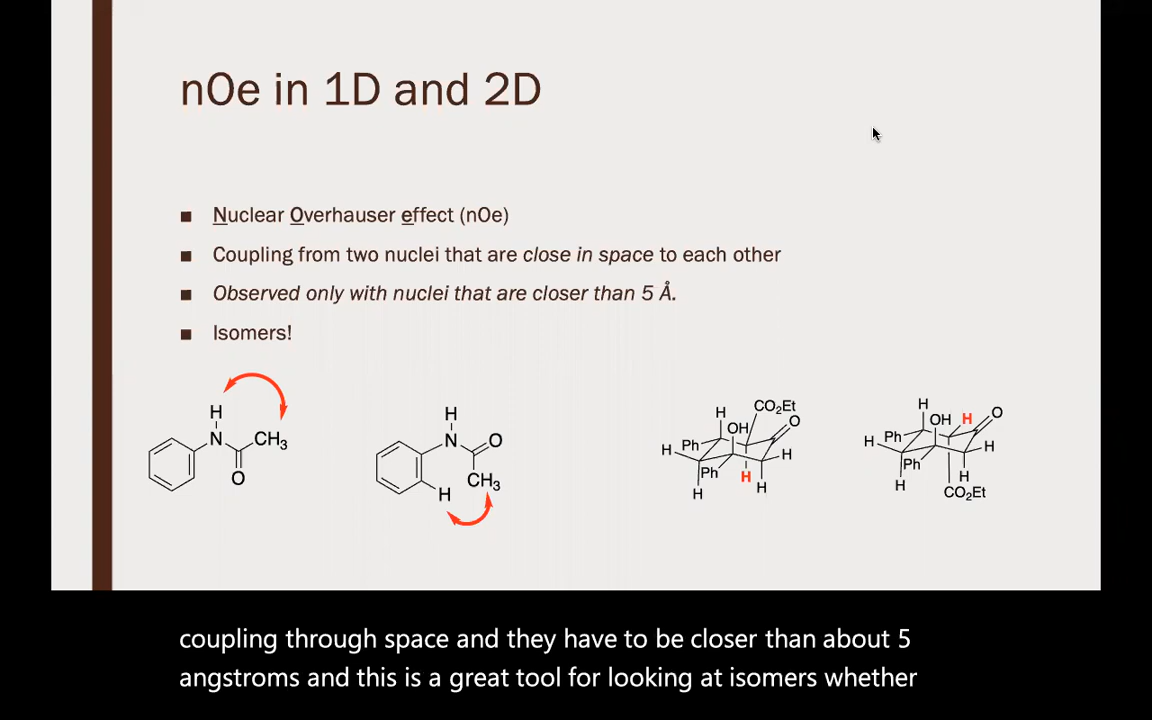 nOe in 1D and 2D
Nuclear Overhauser effect (nOe)
Coupling from two nuclei that are close in space to each other
Observed only with nuclei that are closer than 5 Å.
Isomers!
H
N
CH3
O
H
N
O
CH3
H
H
CO2Et
OH
O
Ph
H
H
Ph
H
H
H
H
OH
H
O
Ph
H
H
Ph
H
H
CO2Et
coupling through space and they have to be closer than about 5
angstroms and this is a great tool for looking at isomers whether